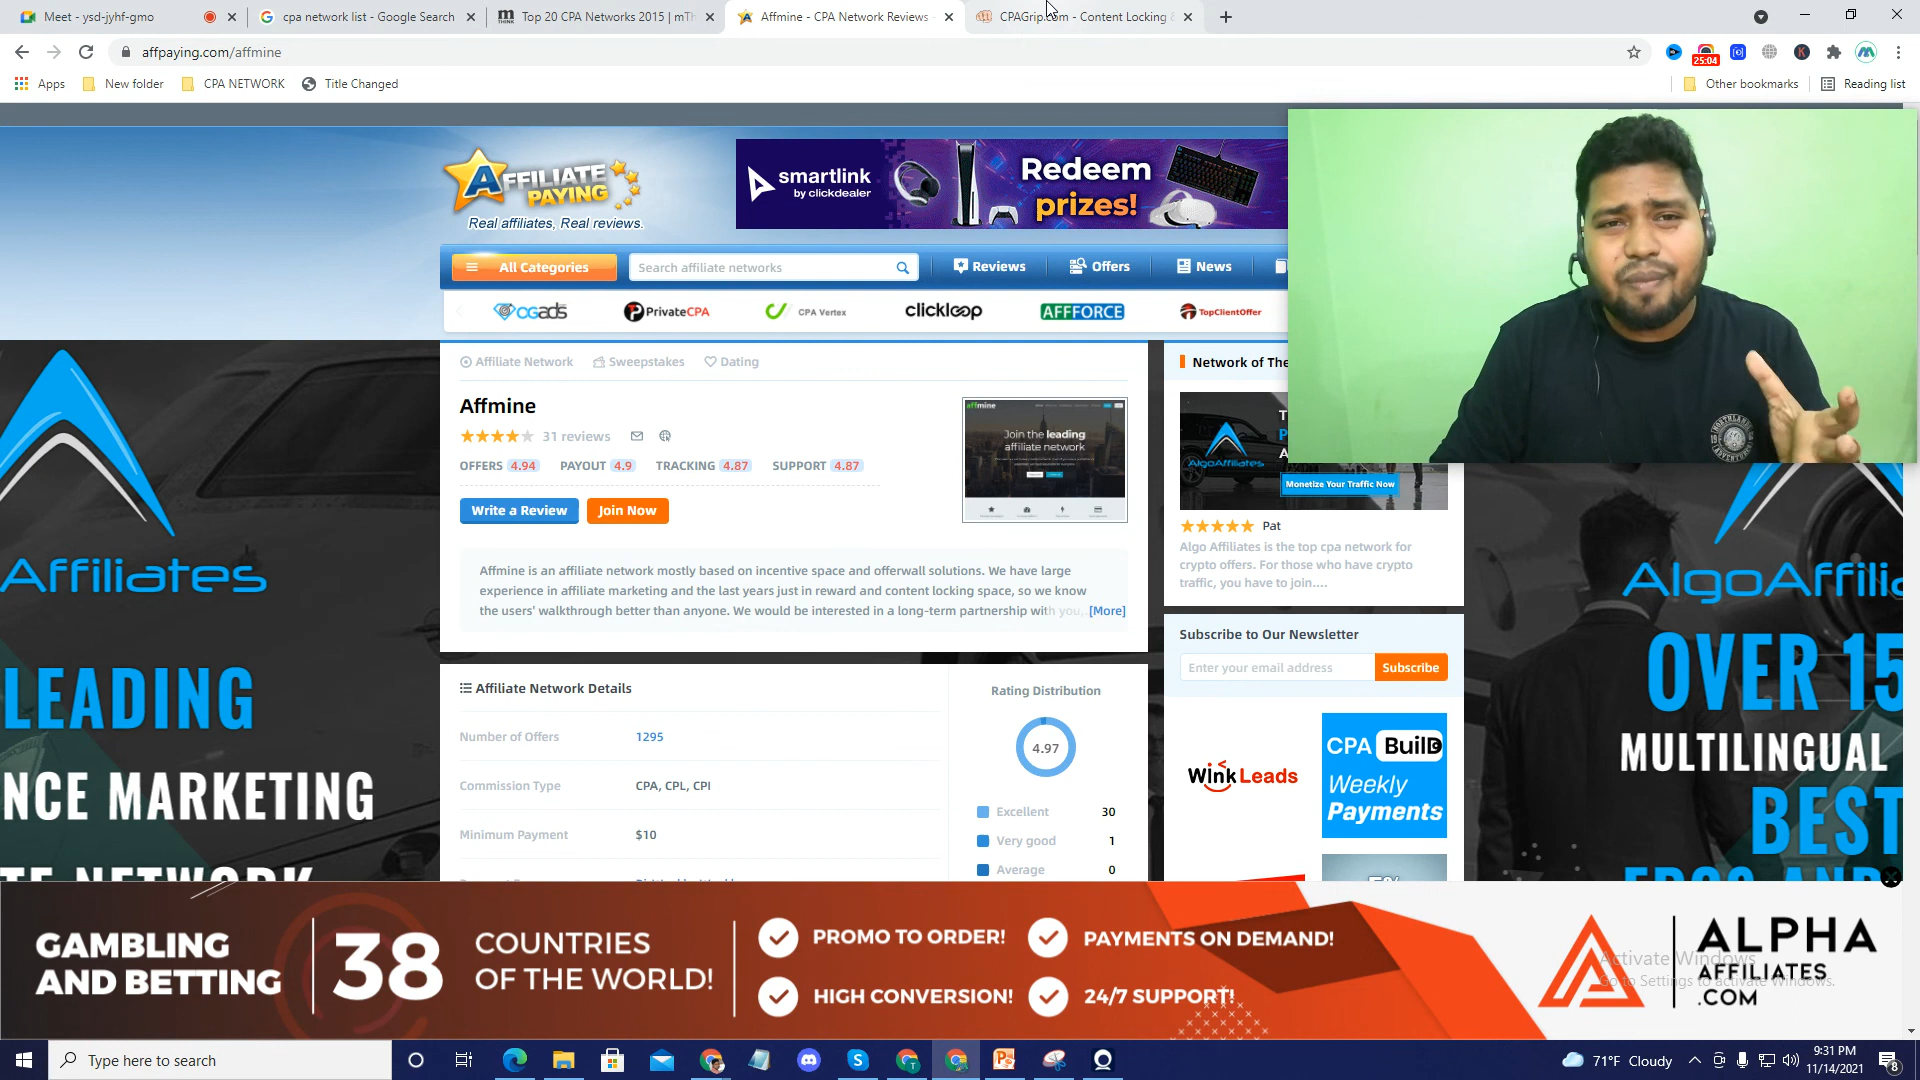 Meet - ysd-jyhf-gmo
cpa network list - Google Search
Top 20 CPA Networks 2015 | mTh
Affmine - CPA Network Reviews
CPAGrip.com - Content Locking &
affpaying.com/affmine
25:04
Apps
New folder
CPA NETWORK
Title Changed
Other bookmarks
Reading list
AFFILIATE
PAYING
Real affiliates, Real reviews.
smartlink
by clickdealer
Redeem
prizes!
All Categories
Search affiliate networks
Reviews
Offers
News
OGads
PrivateCPA
CPA Vertex
clickloop
AFFFORCE
TopClientOffer
Affiliate Network
Sweepstakes
Dating
Affmine
31 reviews
OFFERS 4.94 PAYOUT 4.9 TRACKING 4.87 SUPPORT 4.87
Write a Review
Join Now
affmine
Join the leading
affiliate network
Affmine is an affiliate network mostly based on incentive space and offerwall solutions. We have large
experience in affiliate marketing and the last years just in reward and content locking space, so we know
the users' walkthrough better than anyone. We would be interested in a long-term partnership with you,.. [More]
Network of The
AlgoAffiliates
Monetize Your Traffic Now
Pat
Algo Affiliates is the top cpa network for
crypto offers. For those who have crypto
traffic, you have to join....
Subscribe to Our Newsletter
Enter your email address
Subscribe
Affiliate Network Details
Number of Offers 1295
Commission Type CPA, CPL, CPI
Minimum Payment $10
Rating Distribution
4.97
Excellent 30
Very good 1
Average 0
WinkLeads
CPA BuilD
Weekly
Payments
Affiliates
LEADING
NCE MARKETING
TE NETWORK
AlgoAffilia
OVER 15
MULTILINGUAL
BEST
GAMBLING
AND BETTING
38
COUNTRIES
OF THE WORLD!
PROMO TO ORDER!
HIGH CONVERSION!
PAYMENTS ON DEMAND!
24/7 SUPPORT!
ALPHA
AFFILIATES
.COM
Activate Windows
Go to Settings to activate Windows.
Type here to search
71°F Cloudy
9:31 PM
11/14/2021
8